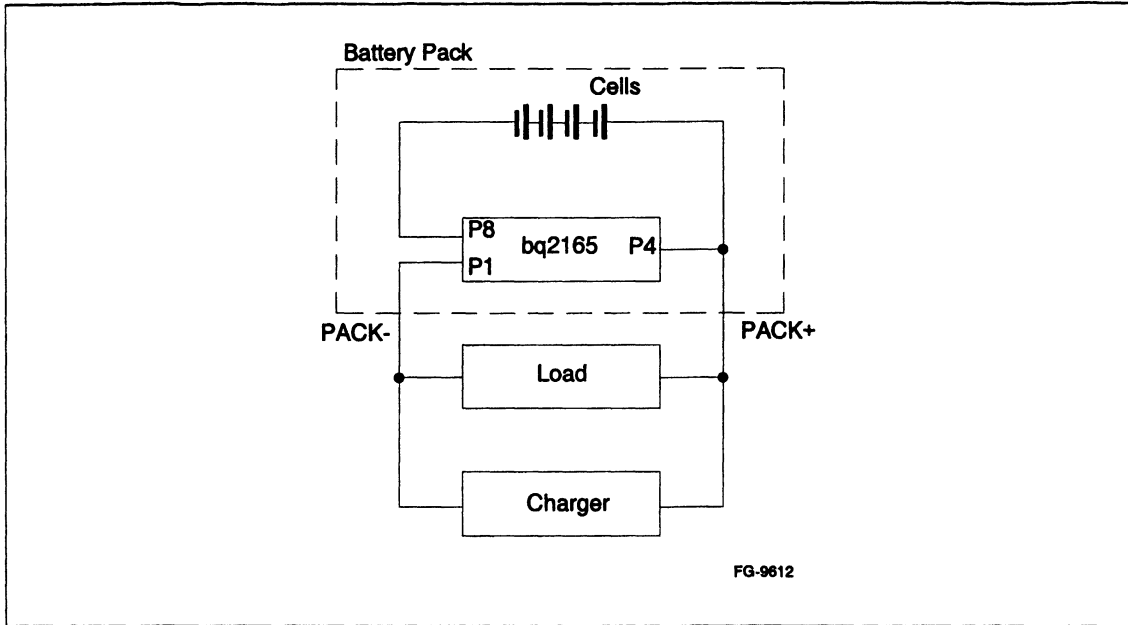 Battery Pack
Cells
P8
bq2165
P4
P1
PACK-
PACK+
Load
Charger
FG-9612